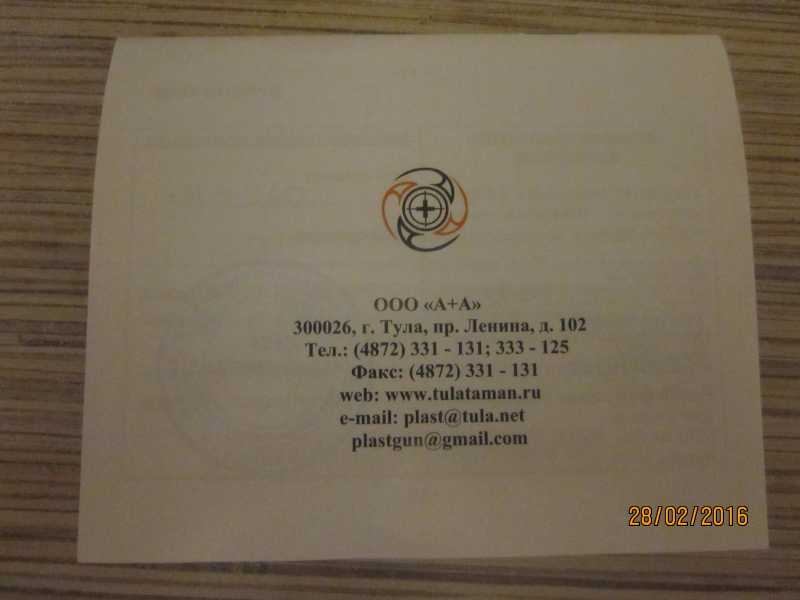 ООО «А+А»
300026, г. Тула, пр. Ленина, д. 102
Тел.: (4872) 331 - 131; 333 - 125
Факс: (4872) 331 - 131
web: www.tulataman.ru
e-mail: plast@tula.net
plastgun@gmail.com
28/02/2016